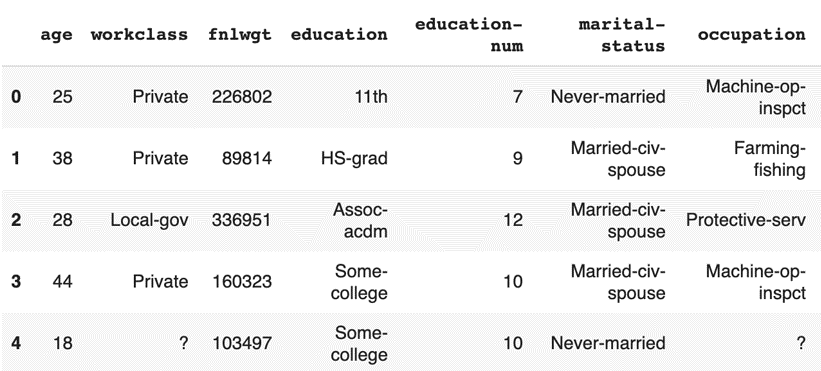 age workclass fnlwgt education education-num marital-status occupation
0 25 Private 226802 11th 7 Never-married Machine-op-inspct
1 38 Private 89814 HS-grad 9 Married-civ-spouse Farming-fishing
2 28 Local-gov 336951 Assoc-acdm 12 Married-civ-spouse Protective-serv
3 44 Private 160323 Some-college 10 Married-civ-spouse Machine-op-inspct
4 18 ? 103497 Some-college 10 Never-married ?